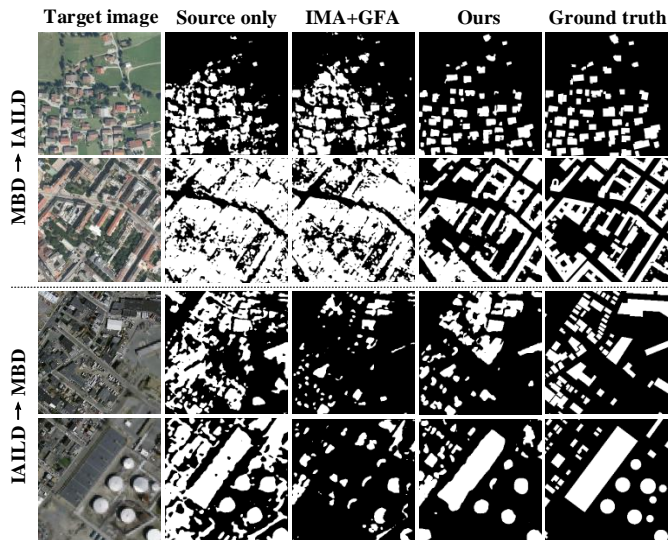 Target image Source only IMA+GFA Ours Ground truth
MBD → IAILD
IAILD → MBD